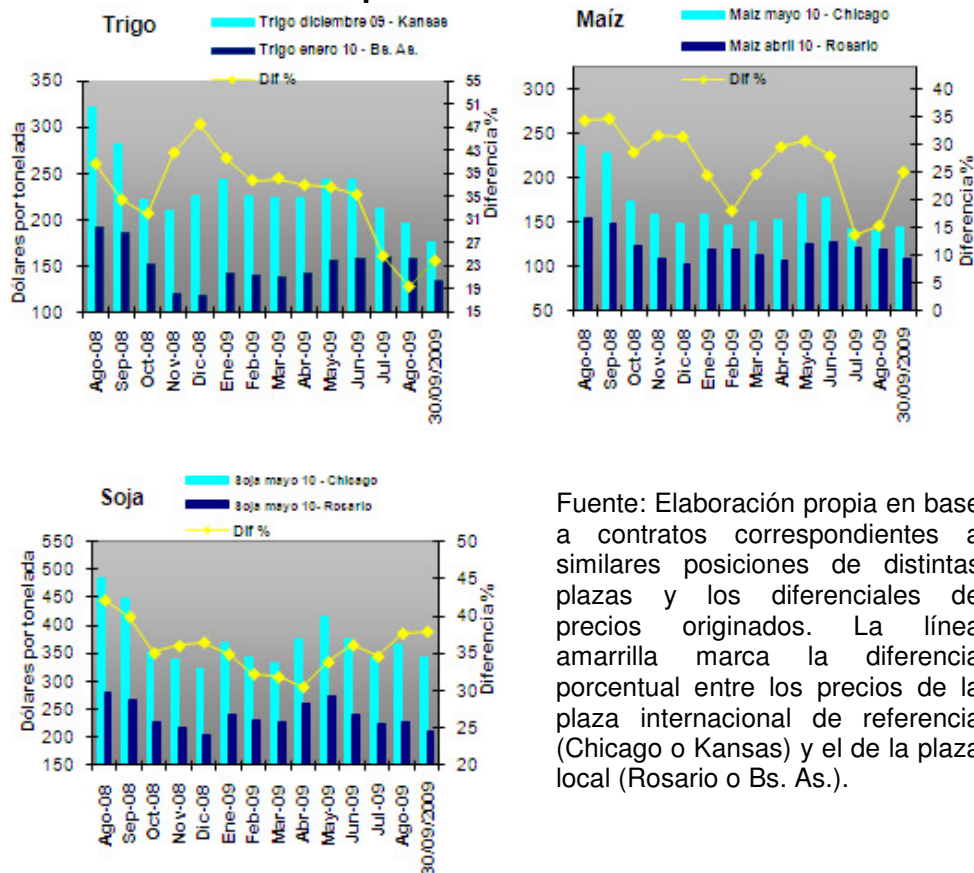 Trigo
Trigo diciembre 09 - Kansas
Trigo enero 10 - Bs. As.
Dif %
350
300
250
200
150
100
Dólares por tonelada
55
51
47
43
39
35
31
27
23
19
15
Diferencia%
Ago-08
Sep-08
Oct-08
Nov-08
Dic-08
Ene-09
Feb-09
Mar-09
Abr-09
May-09
Jun-09
Jul-09
Ago-09
30/09/2009
Maíz
Maiz mayo 10 - Chicago
Maiz abril 10 - Rosario
Dif %
300
250
200
150
100
50
40
35
30
25
20
15
10
5
0
Diferencia %
Ago-08
Sep-08
Oct-08
Nov-08
Dic-08
Ene-09
Feb-09
Mar-09
Abr-09
May-09
Jun-09
Jul-09
Ago-09
30/09/2009
Soja
Soja mayo 10 - Chicago
Soja mayo 10- Rosario
Dif %
550
500
450
400
350
300
250
200
150
Dólares por tonelada
50
45
40
35
30
25
20
Diferencia%
Ago-08
Sep-08
Oct-08
Nov-08
Dic-08
Ene-09
Feb-09
Mar-09
Abr-09
May-09
Jun-09
Jul-09
Ago-09
30/09/2009
Fuente: Elaboración propia en base
a contratos correspondientes a
similares posiciones de distintas
plazas y los diferenciales de
precios originados. La línea
amarrilla marca la diferencia
porcentual entre los precios de la
plaza internacional de referencia
(Chicago o Kansas) y el de la plaza
local (Rosario o Bs. As.).